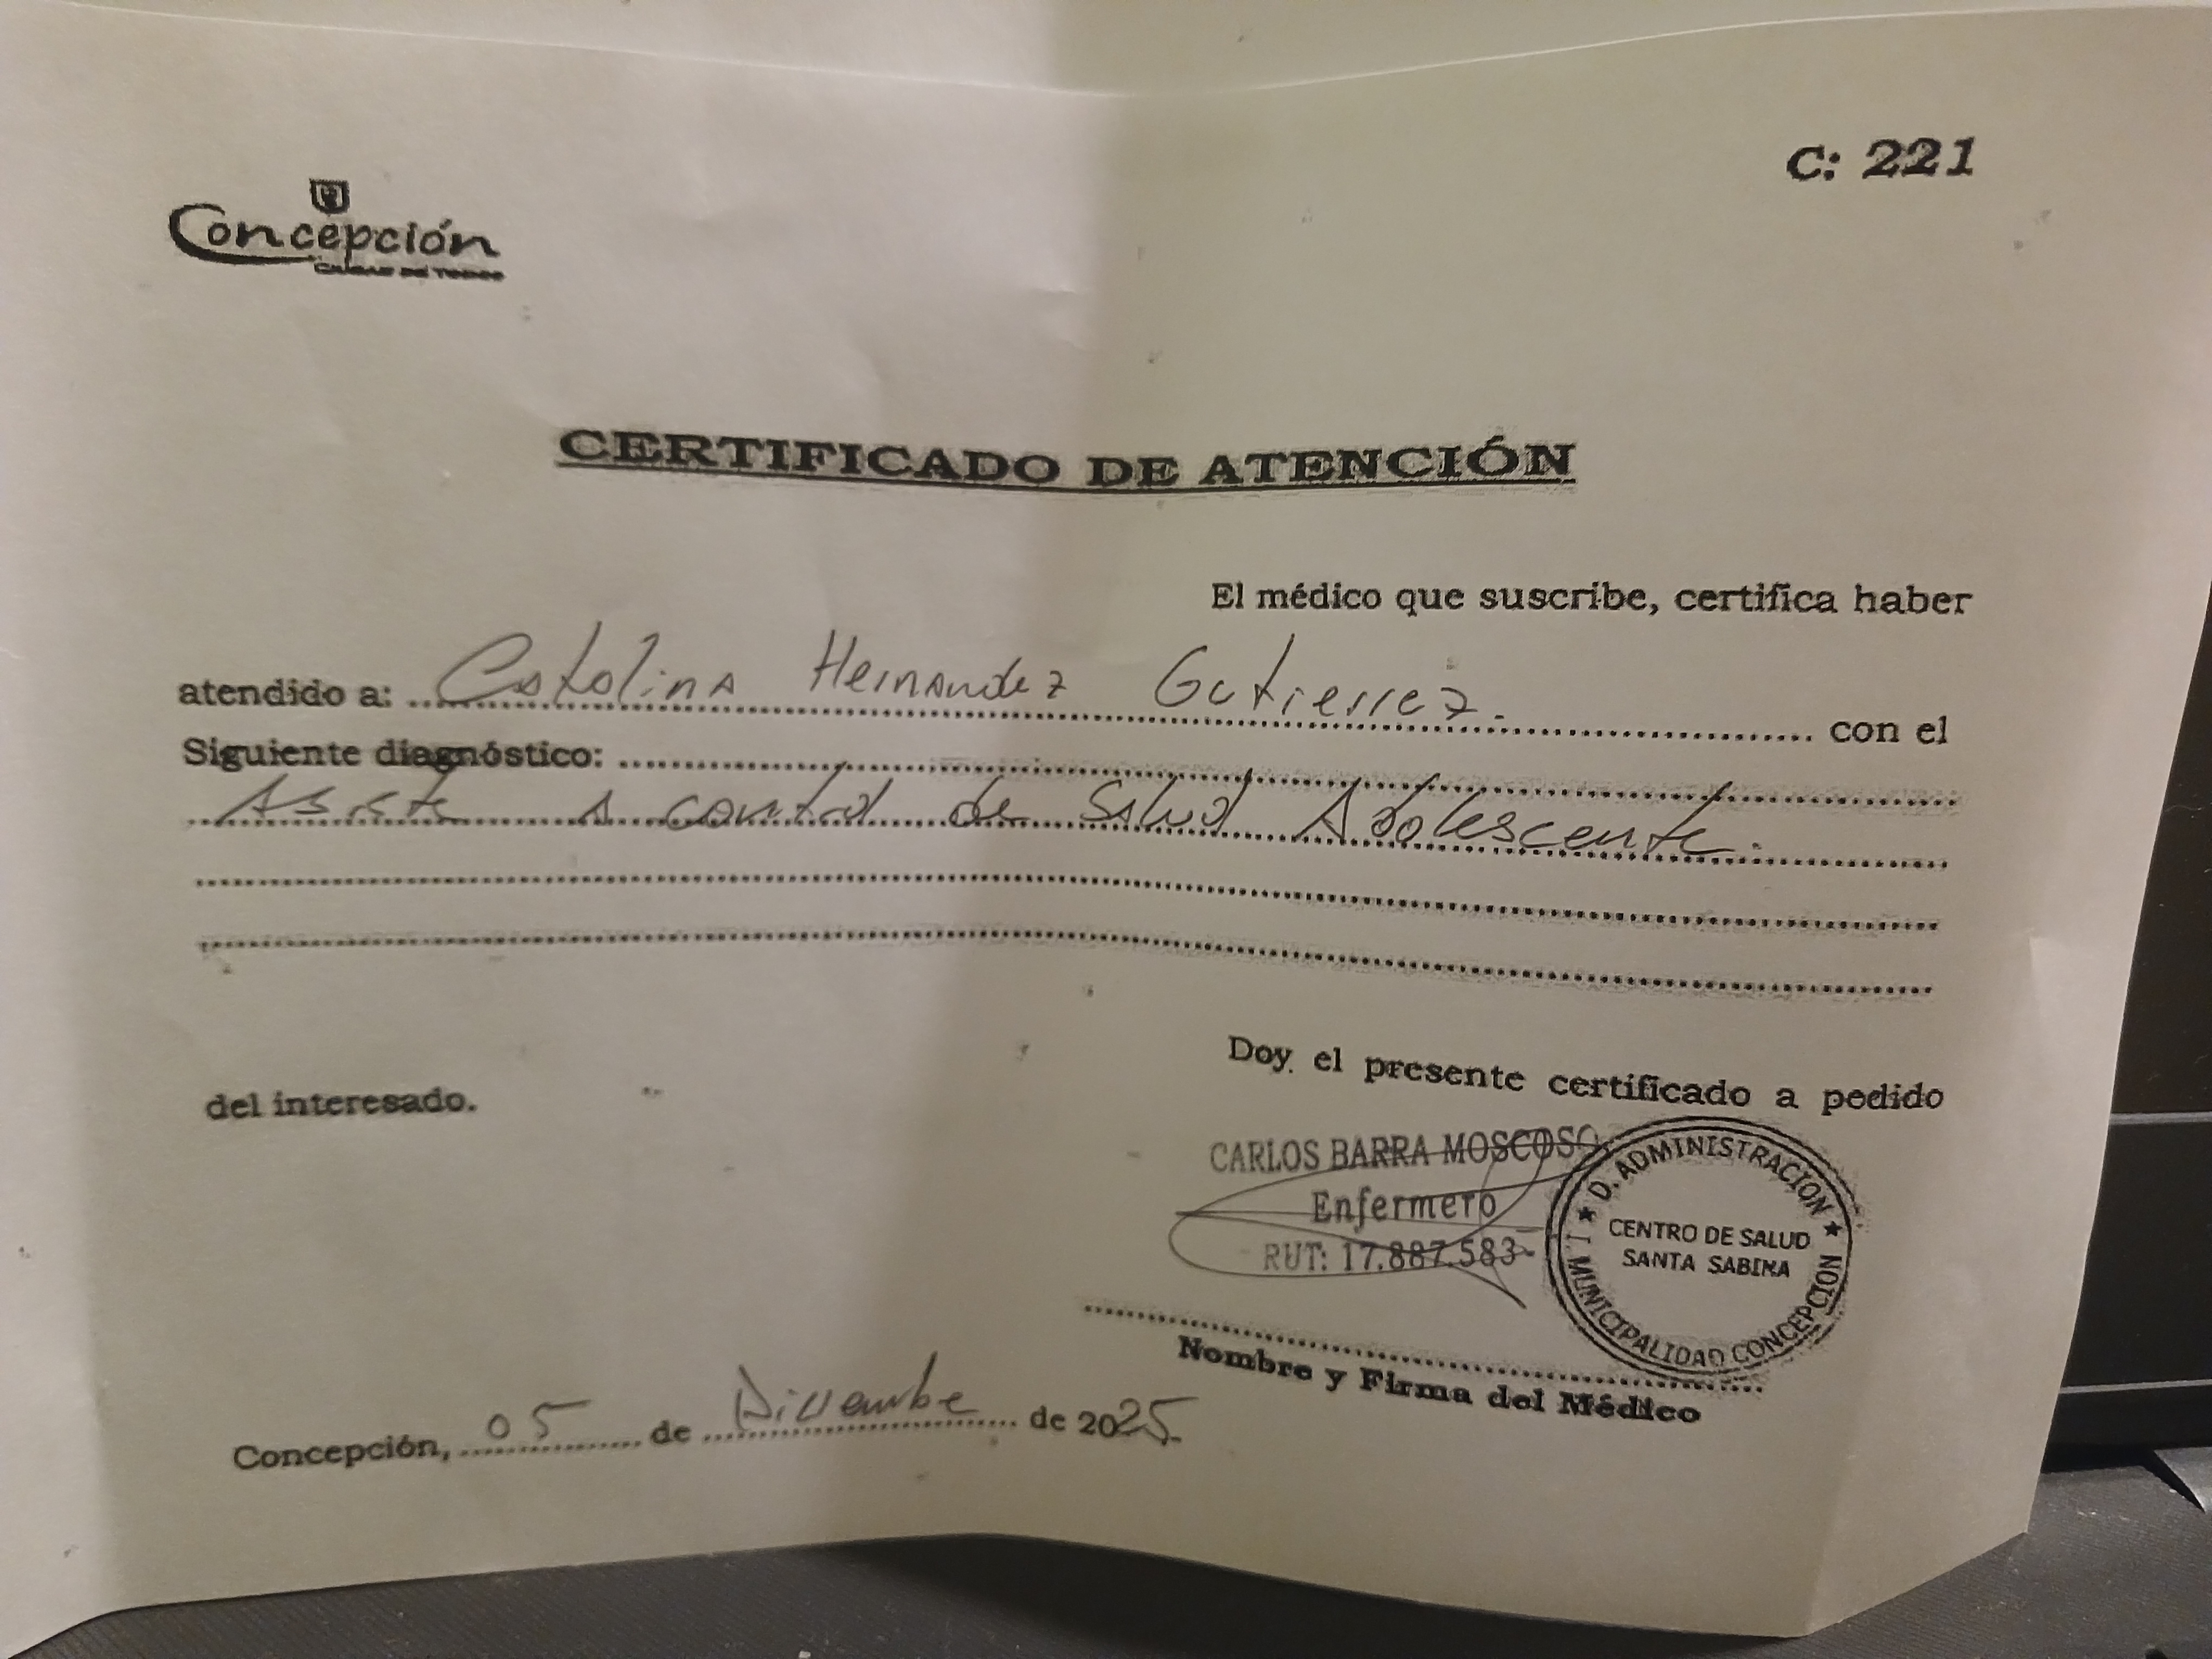 C: 221
Concepción
CIUDAD DE TODOS
CERTIFICADO DE ATENCIÓN
El médico que suscribe, certifica haber
atendido a: Catalina Hernandez Gutierrez. con el
Siguiente diagnóstico:
Asiste a control de Salud Adolescente.
Doy el presente certificado a pedido
del interesado.
CARLOS BARRA MOSCOSO
Enfermero
RUT: 17.887.583-
D. ADMINISTRACION
CENTRO DE SALUD
SANTA SABINA
I. MUNICIPALIDAD CONCEPCION
Nombre y Firma del Médico
Concepción, 05 de Diciembre de 2025